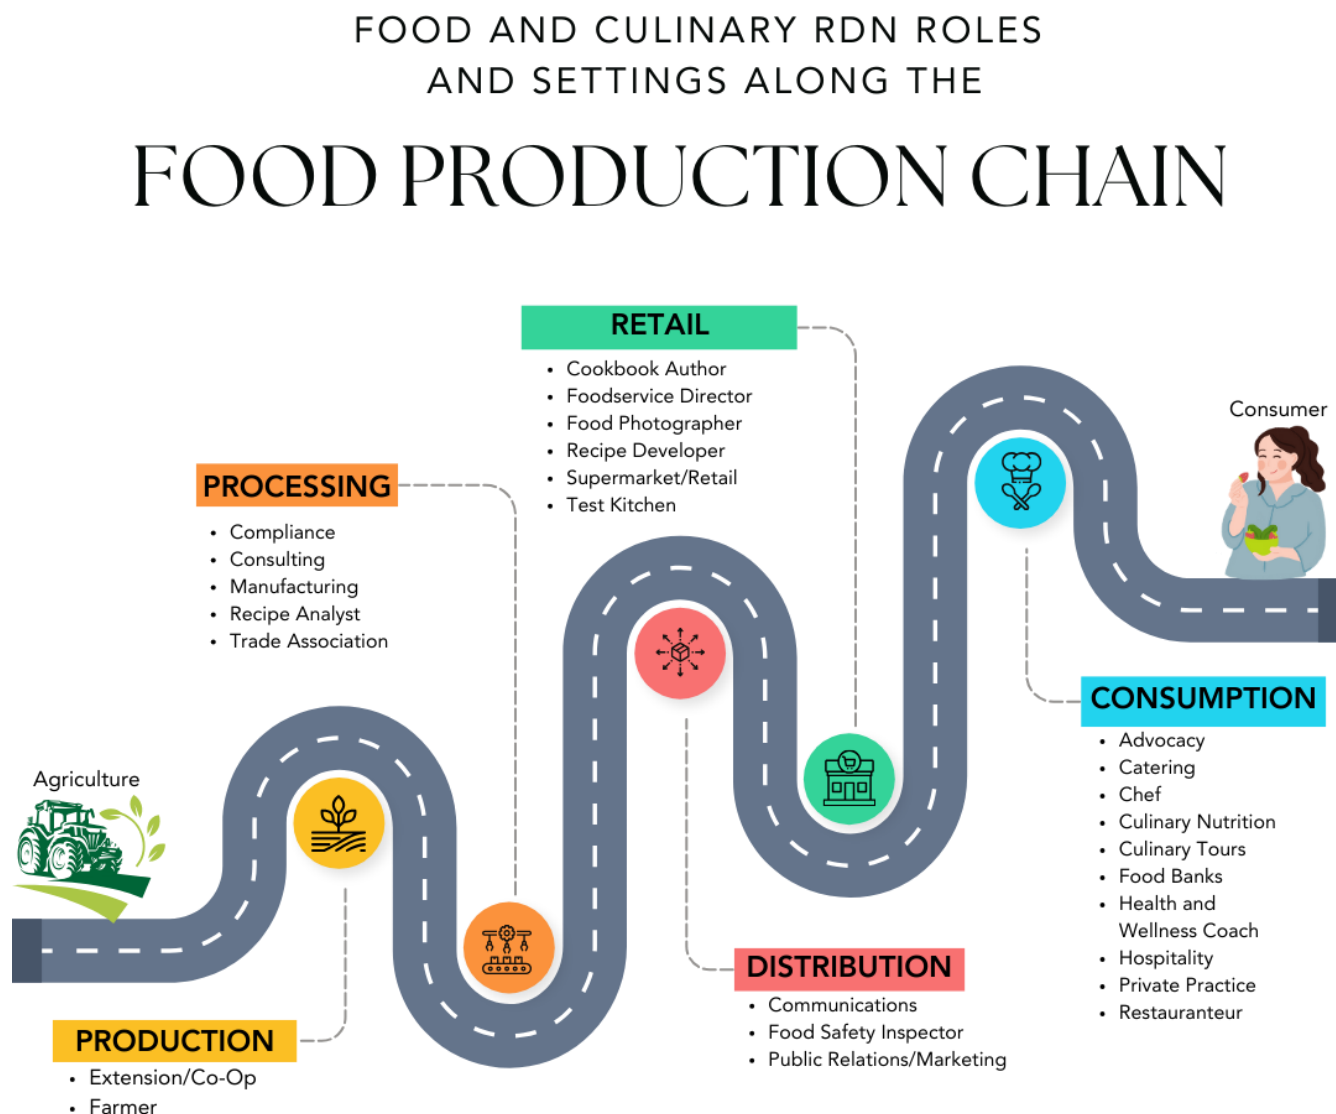 FOOD AND CULINARY RDN ROLES
AND SETTINGS ALONG THE
FOOD PRODUCTION CHAIN
RETAIL
• Cookbook Author
• Foodservice Director
• Food Photographer
• Recipe Developer
• Supermarket/Retail
• Test Kitchen
Consumer
PROCESSING
• Compliance
• Consulting
• Manufacturing
• Recipe Analyst
• Trade Association
Agriculture
CONSUMPTION
• Advocacy
• Catering
• Chef
• Culinary Nutrition
• Culinary Tours
• Food Banks
• Health and
Wellness Coach
• Hospitality
• Private Practice
• Restauranteur
DISTRIBUTION
• Communications
• Food Safety Inspector
• Public Relations/Marketing
PRODUCTION
• Extension/Co-Op
• Farmer